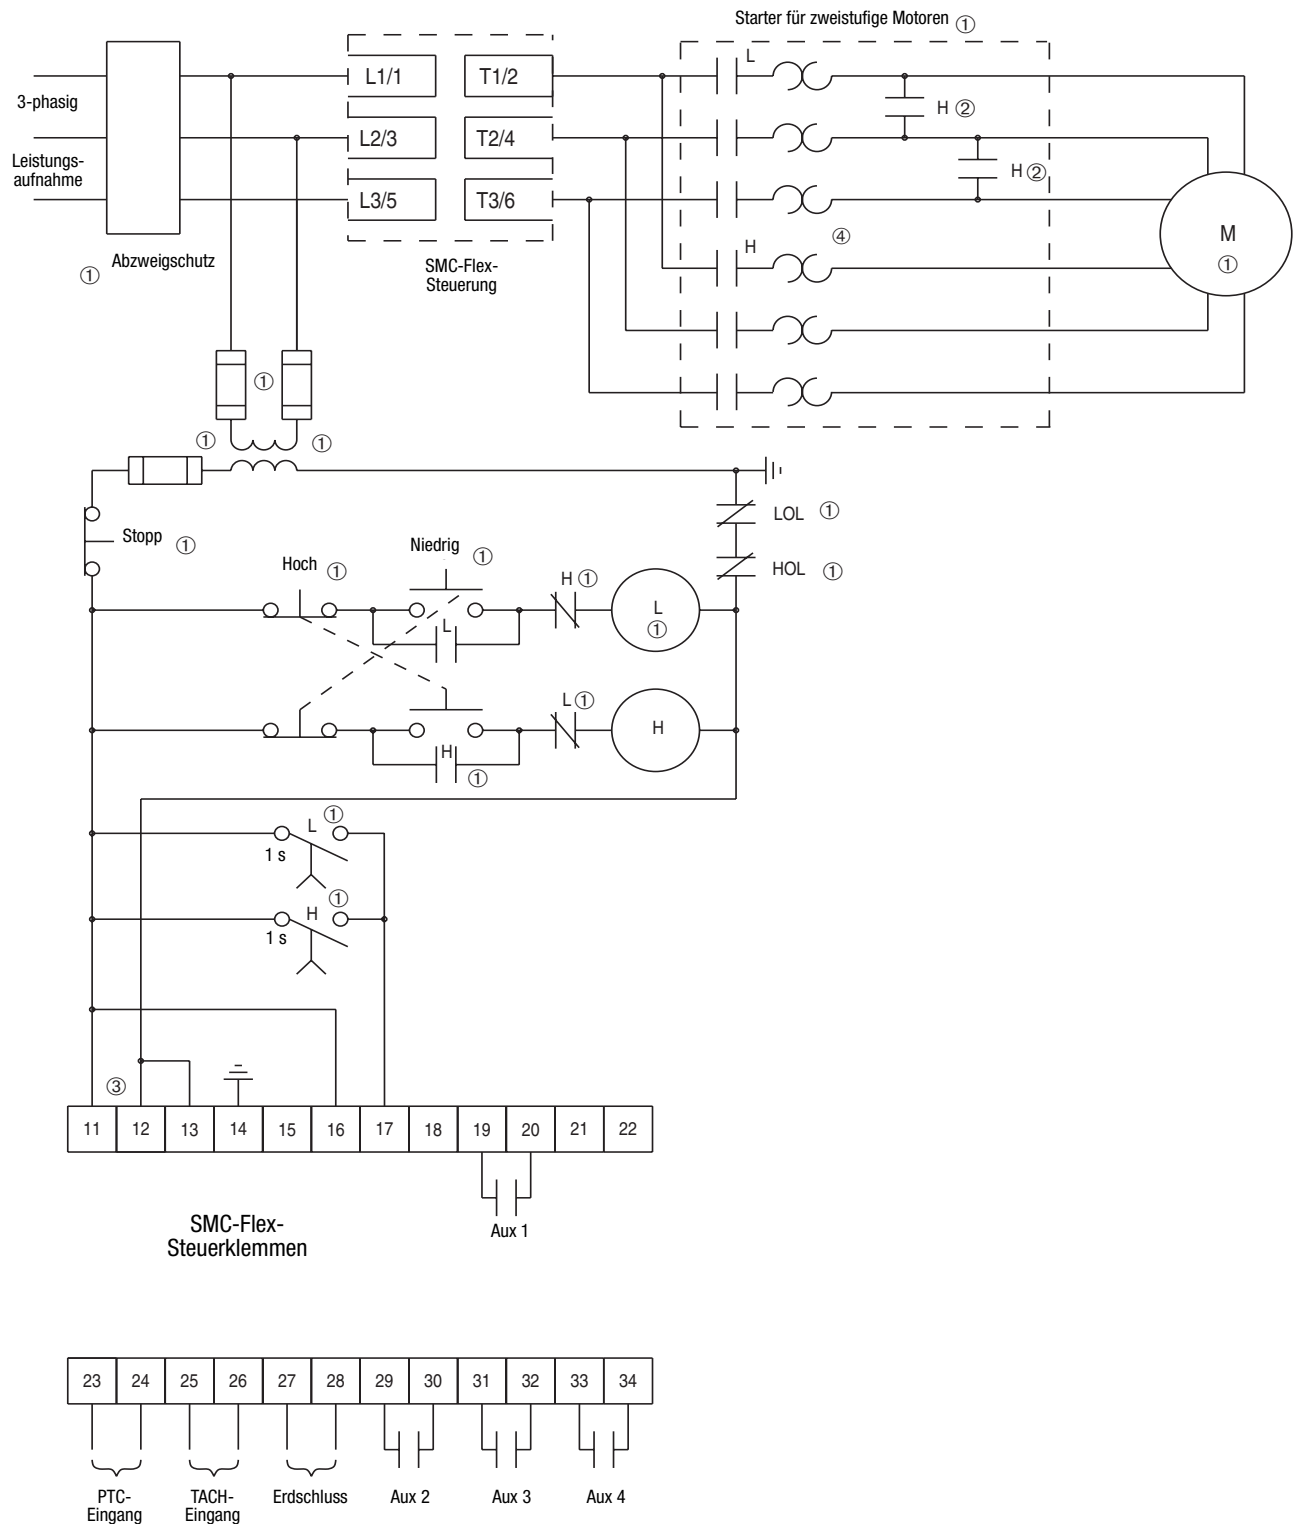 Starter für zweistufige Motoren ①
L
L1/1 T1/2
3-phasig
H ②
L2/3 T2/4
Leistungs-
aufnahme
H ②
L3/5 T3/6
④
M
①
H
① Abzweigschutz
SMC-Flex-
Steuerung
①
① ①
LOL ①
Stopp ①
Niedrig ①
Hoch ①
HOL ①
H ①
L
①
L
L ①
H
H
①
L ①
1 s
H ①
1 s
③
11 12 13 14 15 16 17 18 19 20 21 22
SMC-Flex-
Steuerklemmen
Aux 1
23 24 25 26 27 28 29 30 31 32 33 34
PTC-
Eingang
TACH-
Eingang
Erdschluss
Aux 2
Aux 3
Aux 4